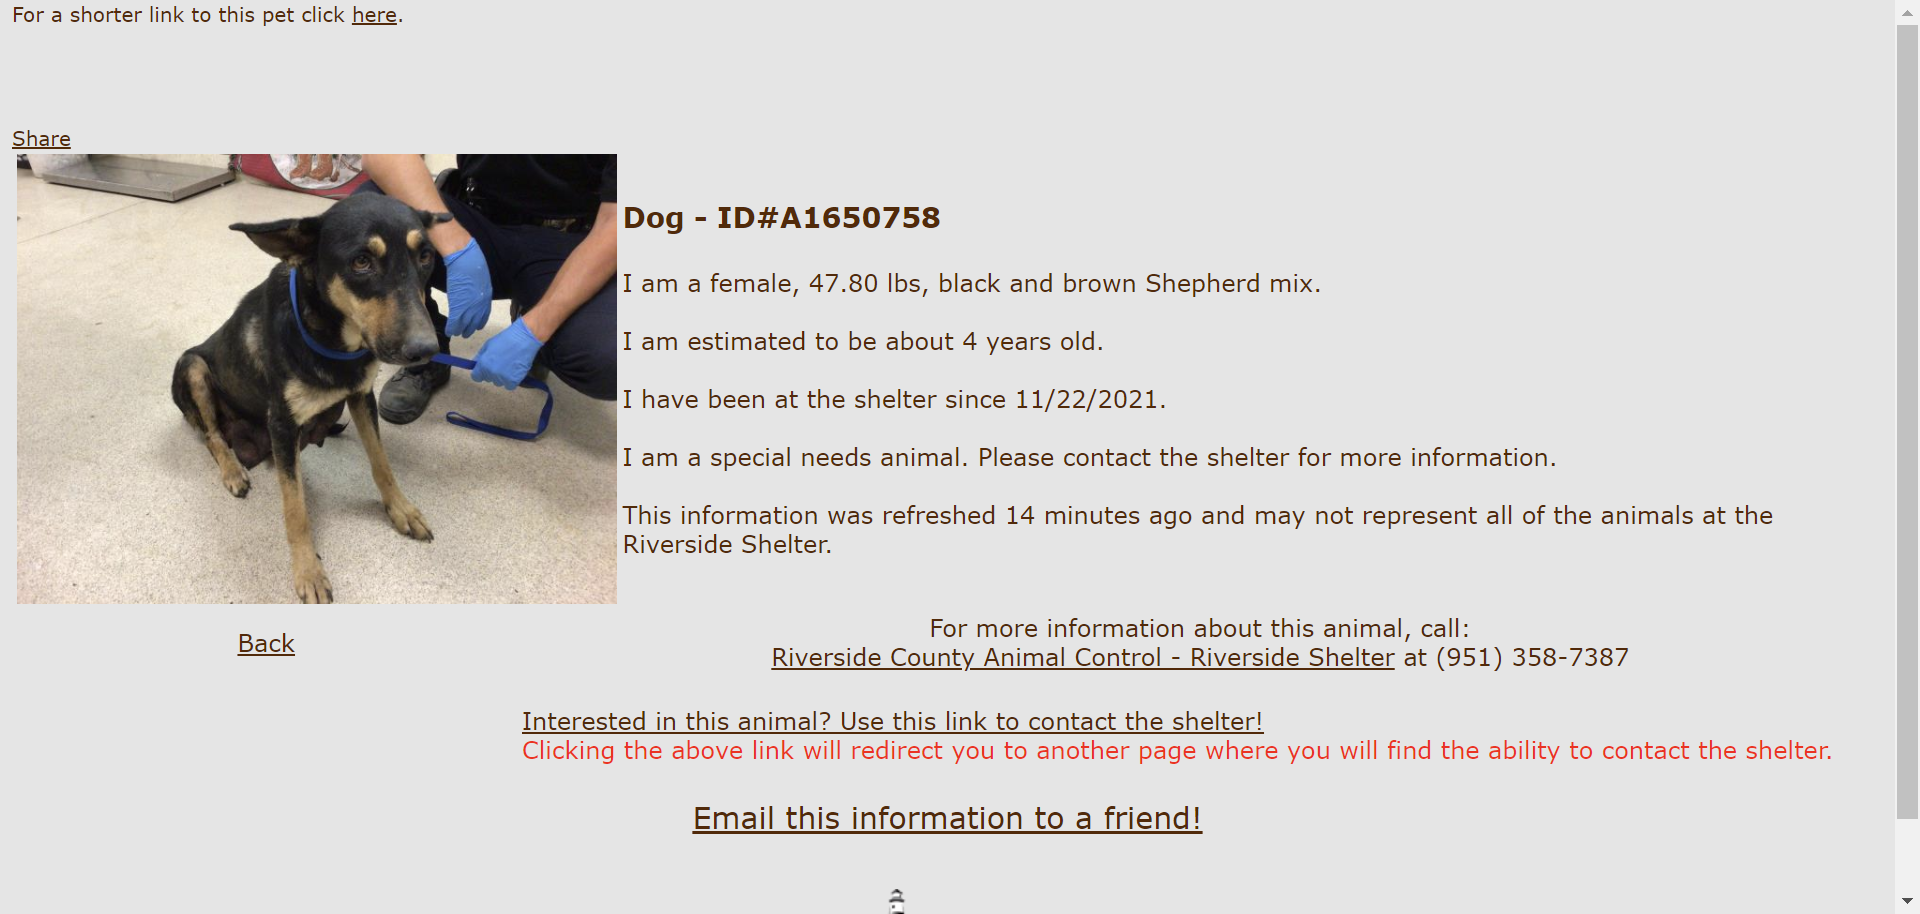 For a shorter link to this pet click here.
Share
Dog - ID#A1650758
I am a female, 47.80 lbs, black and brown Shepherd mix.
I am estimated to be about 4 years old.
I have been at the shelter since 11/22/2021.
I am a special needs animal. Please contact the shelter for more information.
This information was refreshed 14 minutes ago and may not represent all of the animals at the
Riverside Shelter.
Back
For more information about this animal, call:
Riverside County Animal Control - Riverside Shelter at (951) 358-7387
Interested in this animal? Use this link to contact the shelter!
Clicking the above link will redirect you to another page where you will find the ability to contact the shelter.
Email this information to a friend!